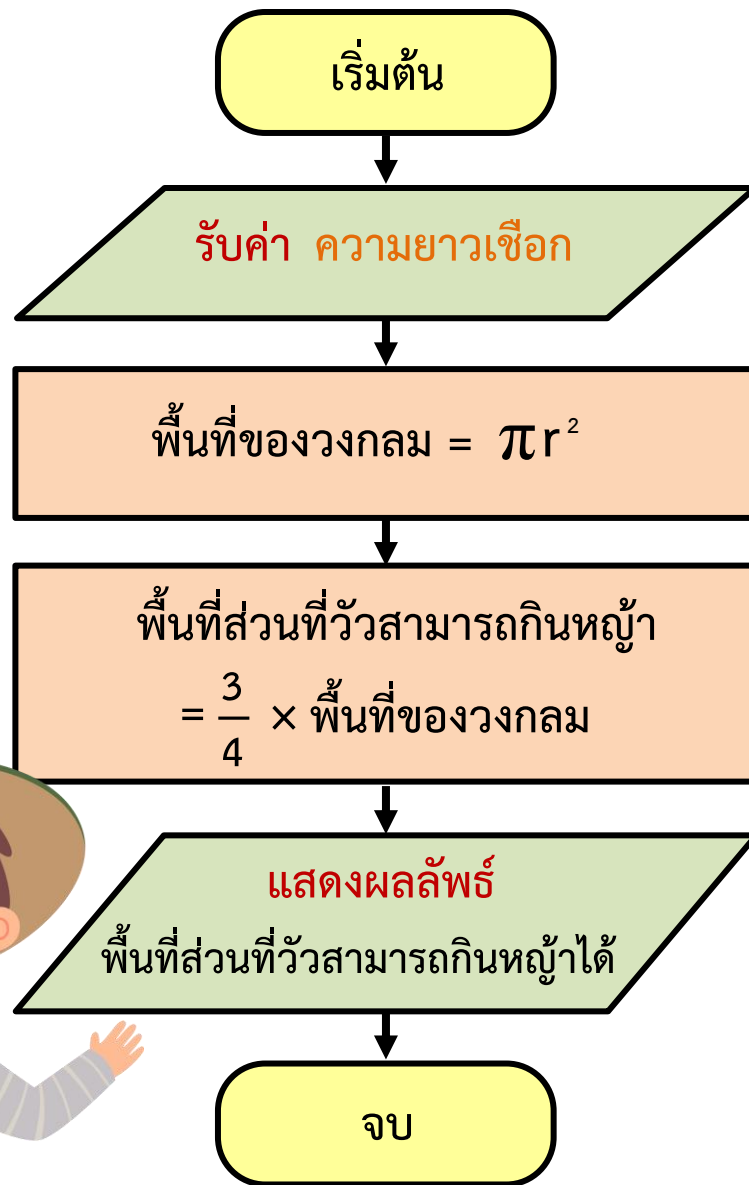 เริ่มต้น
รับค่า ความยาวเชือก
พื้นที่ของวงกลม = πr²
พื้นที่ส่วนที่วัวสามารถกินหญ้า
= 3/4 × พื้นที่ของวงกลม
แสดงผลลัพธ์
พื้นที่ส่วนที่วัวสามารถกินหญ้าได้
จบ